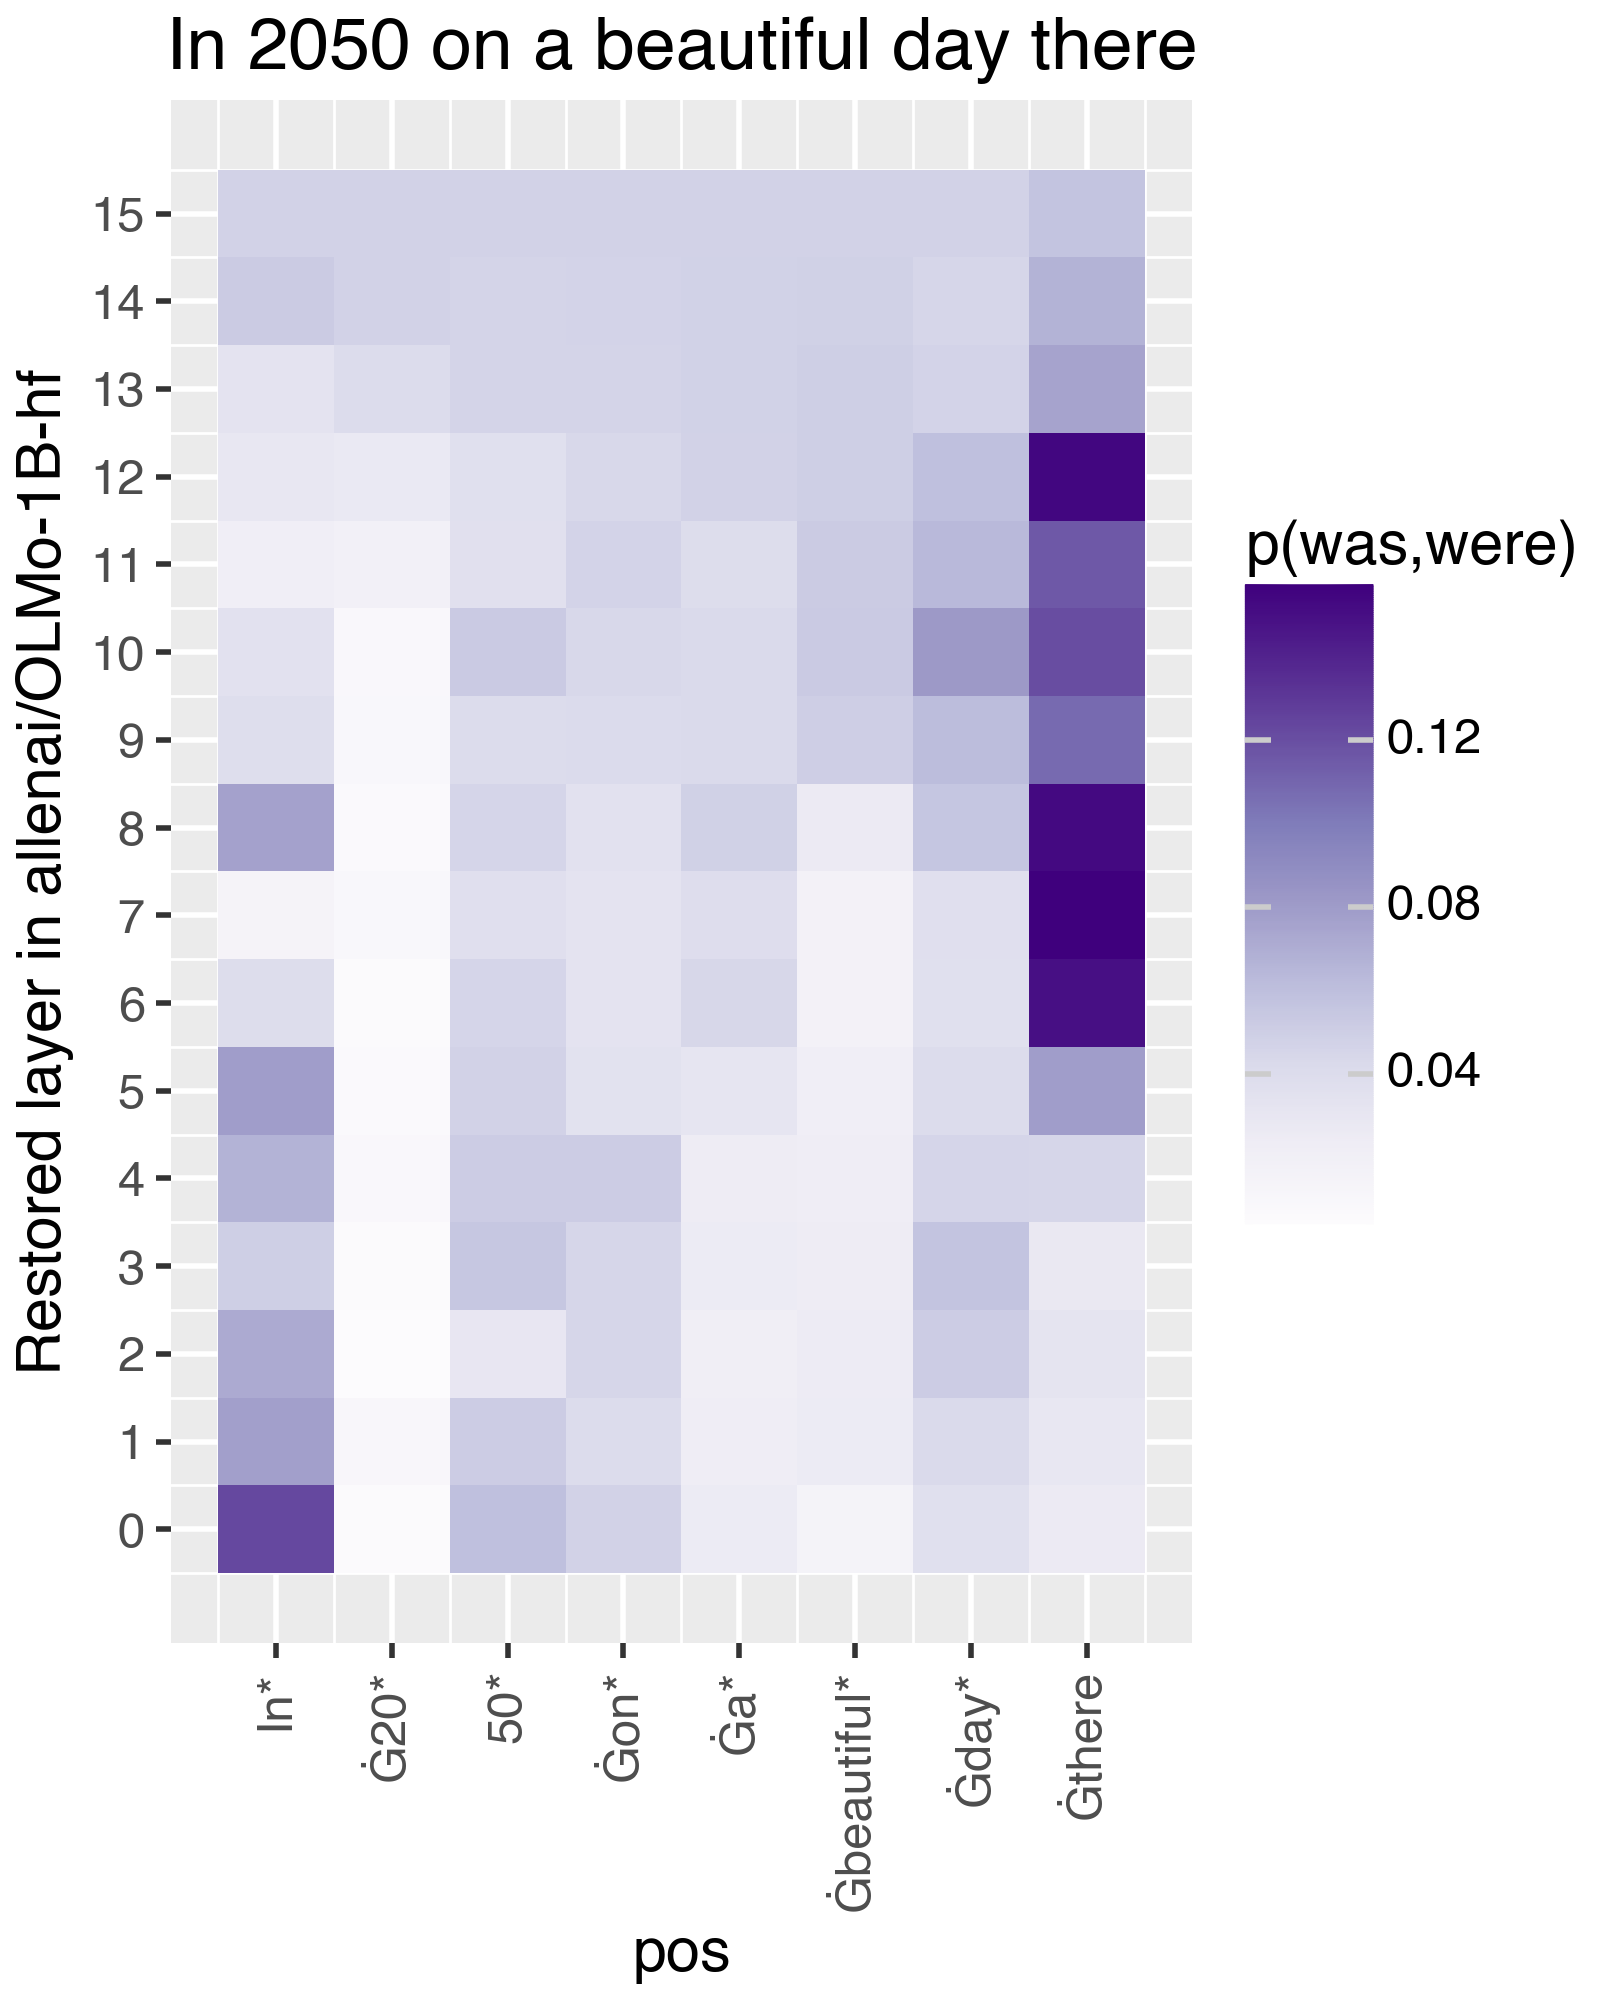 In 2050 on a beautiful day there
Restored layer in allenai/OLMo-1B-hf
15
14
13
12
11
10
9
8
7
6
5
4
3
2
1
0
In*
Ġ20*
50*
Ġon*
Ġa*
Ġbeautiful*
Ġday*
Ġthere
pos
p(was,were)
0.12
0.08
0.04